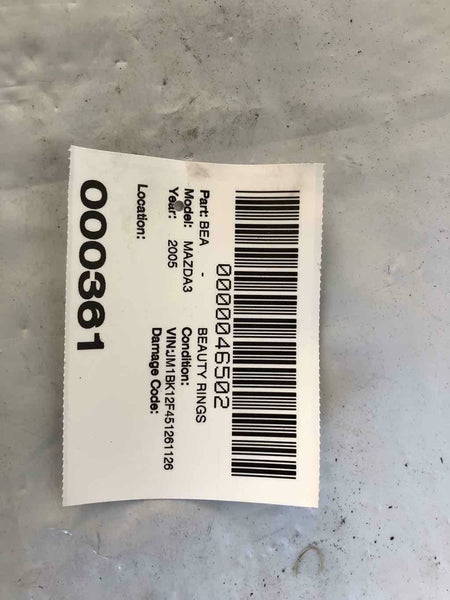 0000046502
Part: BEA - BEAUTY RINGS
Model: MAZDA3 Condition:
Year: 2005 VIN:JM1BK12F451261126
Damage Code:
Location:
000361